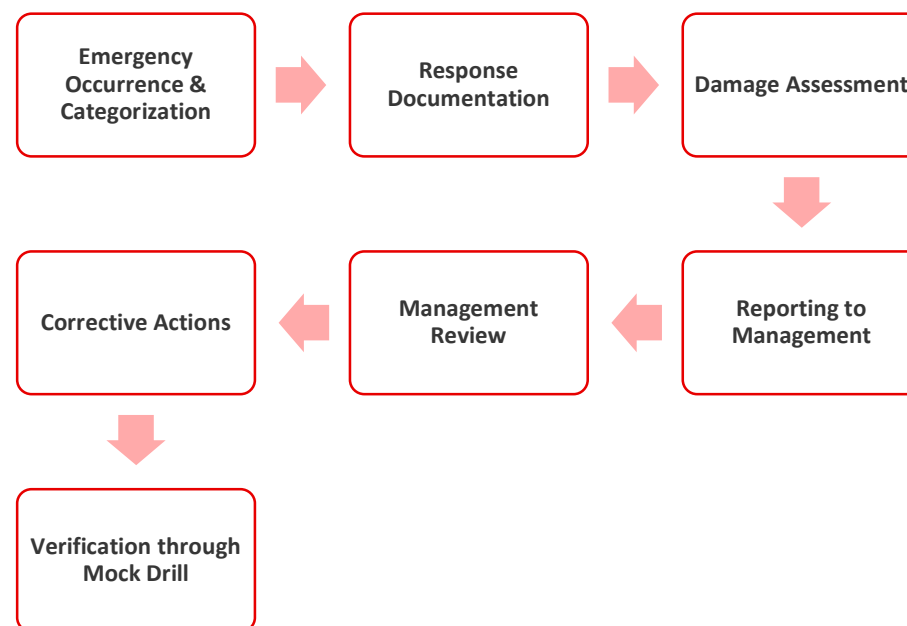 Emergency
Occurrence &
Categorization
Response
Documentation
Damage Assessment
Reporting to
Management
Management
Review
Corrective Actions
Verification through
Mock Drill